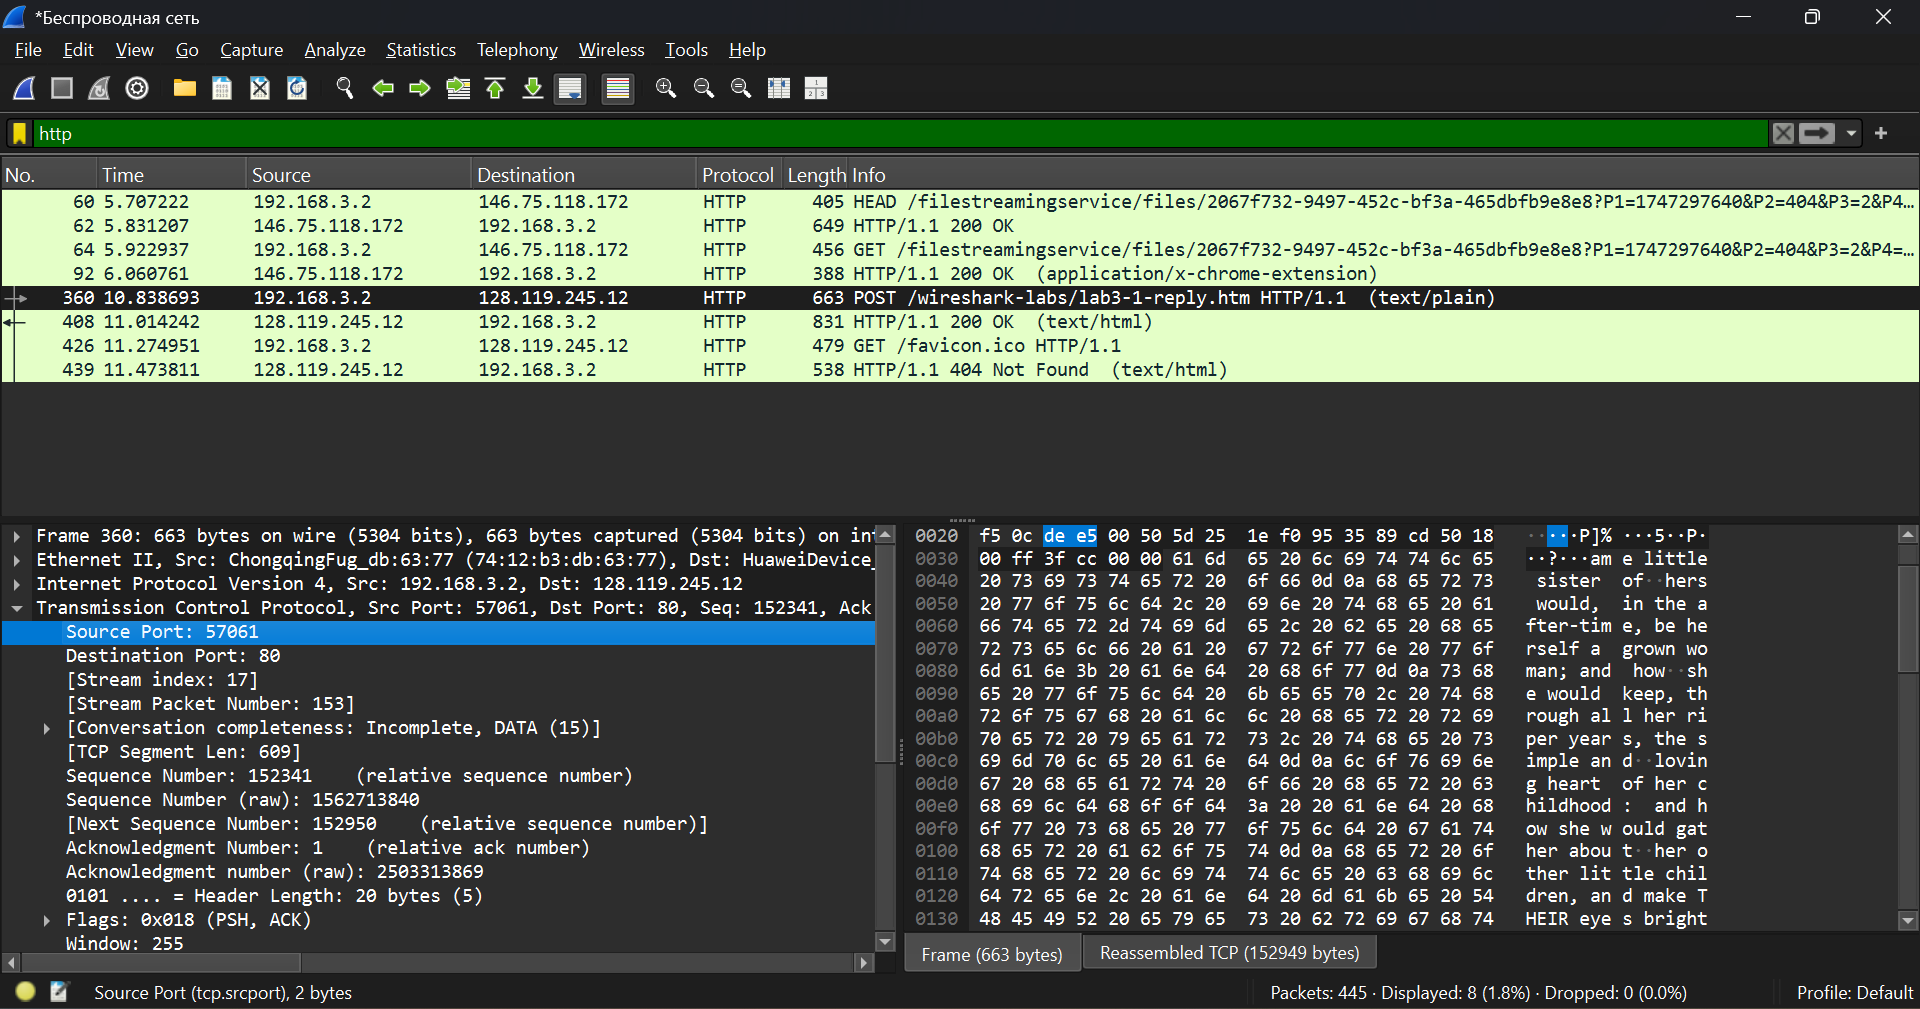 *Беспроводная сеть
File Edit View Go Capture Analyze Statistics Telephony Wireless Tools Help
http
No. Time Source Destination Protocol Length Info
60 5.707222 192.168.3.2 146.75.118.172 HTTP 405 HEAD /filestreamingservice/files/2067f732-9497-452c-bf3a-465dbfb9e8e8?P1=1747297640&P2=404&P3=2&P4…
62 5.831207 146.75.118.172 192.168.3.2 HTTP 649 HTTP/1.1 200 OK
64 5.922937 192.168.3.2 146.75.118.172 HTTP 456 GET /filestreamingservice/files/2067f732-9497-452c-bf3a-465dbfb9e8e8?P1=1747297640&P2=404&P3=2&P4=…
92 6.060761 146.75.118.172 192.168.3.2 HTTP 388 HTTP/1.1 200 OK (application/x-chrome-extension)
360 10.838693 192.168.3.2 128.119.245.12 HTTP 663 POST /wireshark-labs/lab3-1-reply.htm HTTP/1.1 (text/plain)
408 11.014242 128.119.245.12 192.168.3.2 HTTP 831 HTTP/1.1 200 OK (text/html)
426 11.274951 192.168.3.2 128.119.245.12 HTTP 479 GET /favicon.ico HTTP/1.1
439 11.473811 128.119.245.12 192.168.3.2 HTTP 538 HTTP/1.1 404 Not Found (text/html)
Frame 360: 663 bytes on wire (5304 bits), 663 bytes captured (5304 bits) on in
Ethernet II, Src: ChongqingFug_db:63:77 (74:12:b3:db:63:77), Dst: HuaweiDevice_
Internet Protocol Version 4, Src: 192.168.3.2, Dst: 128.119.245.12
Transmission Control Protocol, Src Port: 57061, Dst Port: 80, Seq: 152341, Ack
Source Port: 57061
Destination Port: 80
[Stream index: 17]
[Stream Packet Number: 153]
[Conversation completeness: Incomplete, DATA (15)]
[TCP Segment Len: 609]
Sequence Number: 152341 (relative sequence number)
Sequence Number (raw): 1562713840
[Next Sequence Number: 152950 (relative sequence number)]
Acknowledgment Number: 1 (relative ack number)
Acknowledgment number (raw): 2503313869
0101 .... = Header Length: 20 bytes (5)
Flags: 0x018 (PSH, ACK)
Window: 255
0020 f5 0c de e5 00 50 5d 25 1e f0 95 35 89 cd 50 18 ·····P]% ···5··P·
0030 00 ff 3f cc 00 00 61 6d 65 20 6c 69 74 74 6c 65 ··?···am e little
0040 20 73 69 73 74 65 72 20 6f 66 0d 0a 68 65 72 73 sister of··hers
0050 20 77 6f 75 6c 64 2c 20 69 6e 20 74 68 65 20 61 would, in the a
0060 66 74 65 72 2d 74 69 6d 65 2c 20 62 65 20 68 65 fter-tim e, be he
0070 72 73 65 6c 66 20 61 20 67 72 6f 77 6e 20 77 6f rself a grown wo
0080 6d 61 6e 3b 20 61 6e 64 20 68 6f 77 0d 0a 73 68 man; and how··sh
0090 65 20 77 6f 75 6c 64 20 6b 65 65 70 2c 20 74 68 e would keep, th
00a0 72 6f 75 67 68 20 61 6c 6c 20 68 65 72 20 72 69 rough al l her ri
00b0 70 65 72 20 79 65 61 72 73 2c 20 74 68 65 20 73 per year s, the s
00c0 69 6d 70 6c 65 20 61 6e 64 0d 0a 6c 6f 76 69 6e imple an d··lovin
00d0 67 20 68 65 61 72 74 20 6f 66 20 68 65 72 20 63 g heart of her c
00e0 68 69 6c 64 68 6f 6f 64 3a 20 20 61 6e 64 20 68 hildhood : and h
00f0 6f 77 20 73 68 65 20 77 6f 75 6c 64 20 67 61 74 ow she w ould gat
0100 68 65 72 20 61 62 6f 75 74 0d 0a 68 65 72 20 6f her abou t··her o
0110 74 68 65 72 20 6c 69 74 74 6c 65 20 63 68 69 6c ther lit tle chil
0120 64 72 65 6e 2c 20 61 6e 64 20 6d 61 6b 65 20 54 dren, an d make T
0130 48 45 49 52 20 65 79 65 73 20 62 72 69 67 68 74 HEIR eye s bright
Frame (663 bytes) Reassembled TCP (152949 bytes)
Source Port (tcp.srcport), 2 bytes Packets: 445 · Displayed: 8 (1.8%) · Dropped: 0 (0.0%) Profile: Default